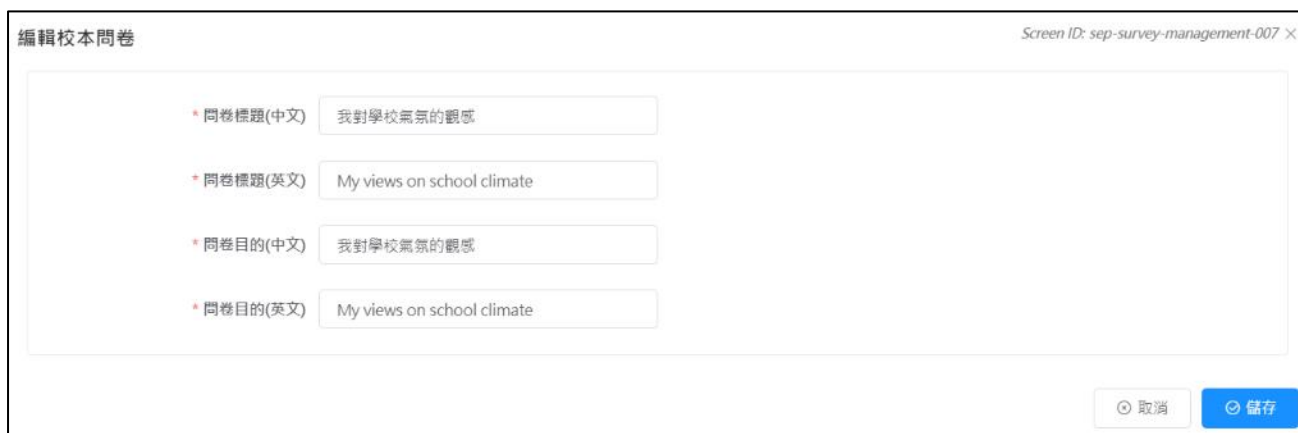 編輯校本問卷
Screen ID: sep-survey-management-007
* 問卷標題(中文) 我對學校氣氛的觀感
* 問卷標題(英文) My views on school climate
* 問卷目的(中文) 我對學校氣氛的觀感
* 問卷目的(英文) My views on school climate
取消 儲存